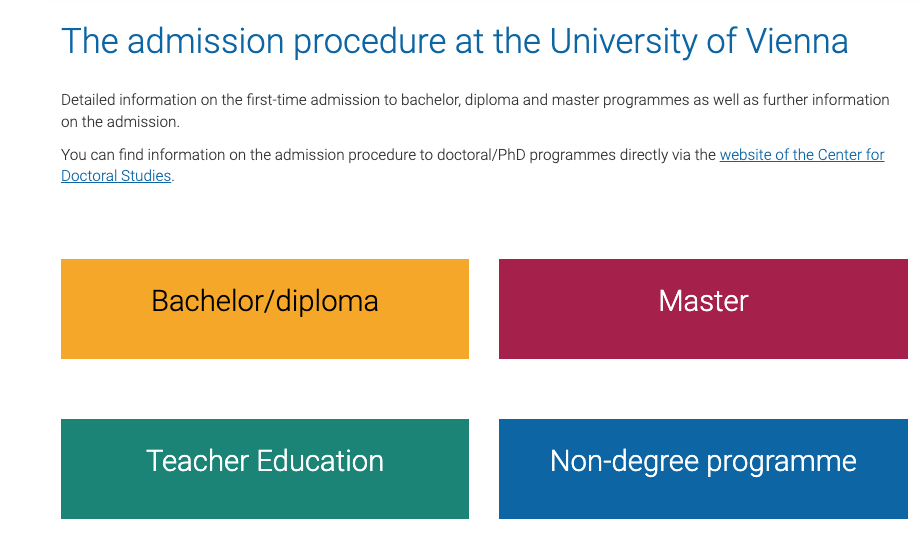 The admission procedure at the University of Vienna
Detailed information on the first-time admission to bachelor, diploma and master programmes as well as further information
on the admission.
You can find information on the admission procedure to doctoral/PhD programmes directly via the website of the Center for
Doctoral Studies.
Bachelor/diploma
Master
Teacher Education
Non-degree programme